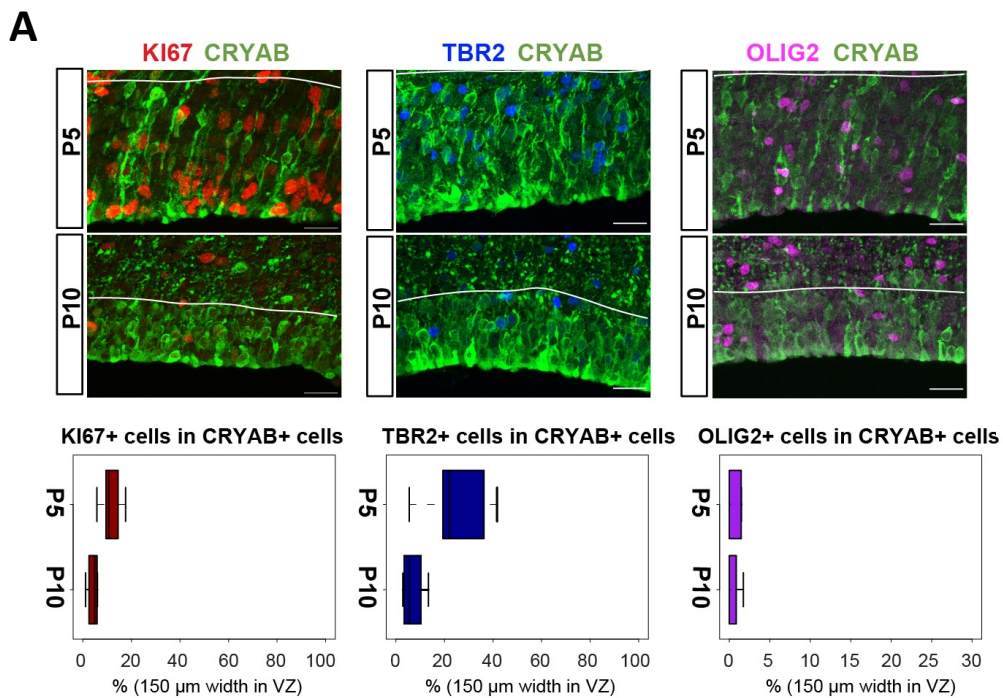 A
KI67 CRYAB
TBR2 CRYAB
OLIG2 CRYAB
P5
P5
P5
P10
P10
P10
KI67+ cells in CRYAB+ cells
TBR2+ cells in CRYAB+ cells
OLIG2+ cells in CRYAB+ cells
P5
P10
0 20 40 60 80 100
% (150 µm width in VZ)
P5
P10
0 20 40 60 80 100
% (150 µm width in VZ)
P5
P10
0 5 10 15 20 25 30
% (150 µm width in VZ)